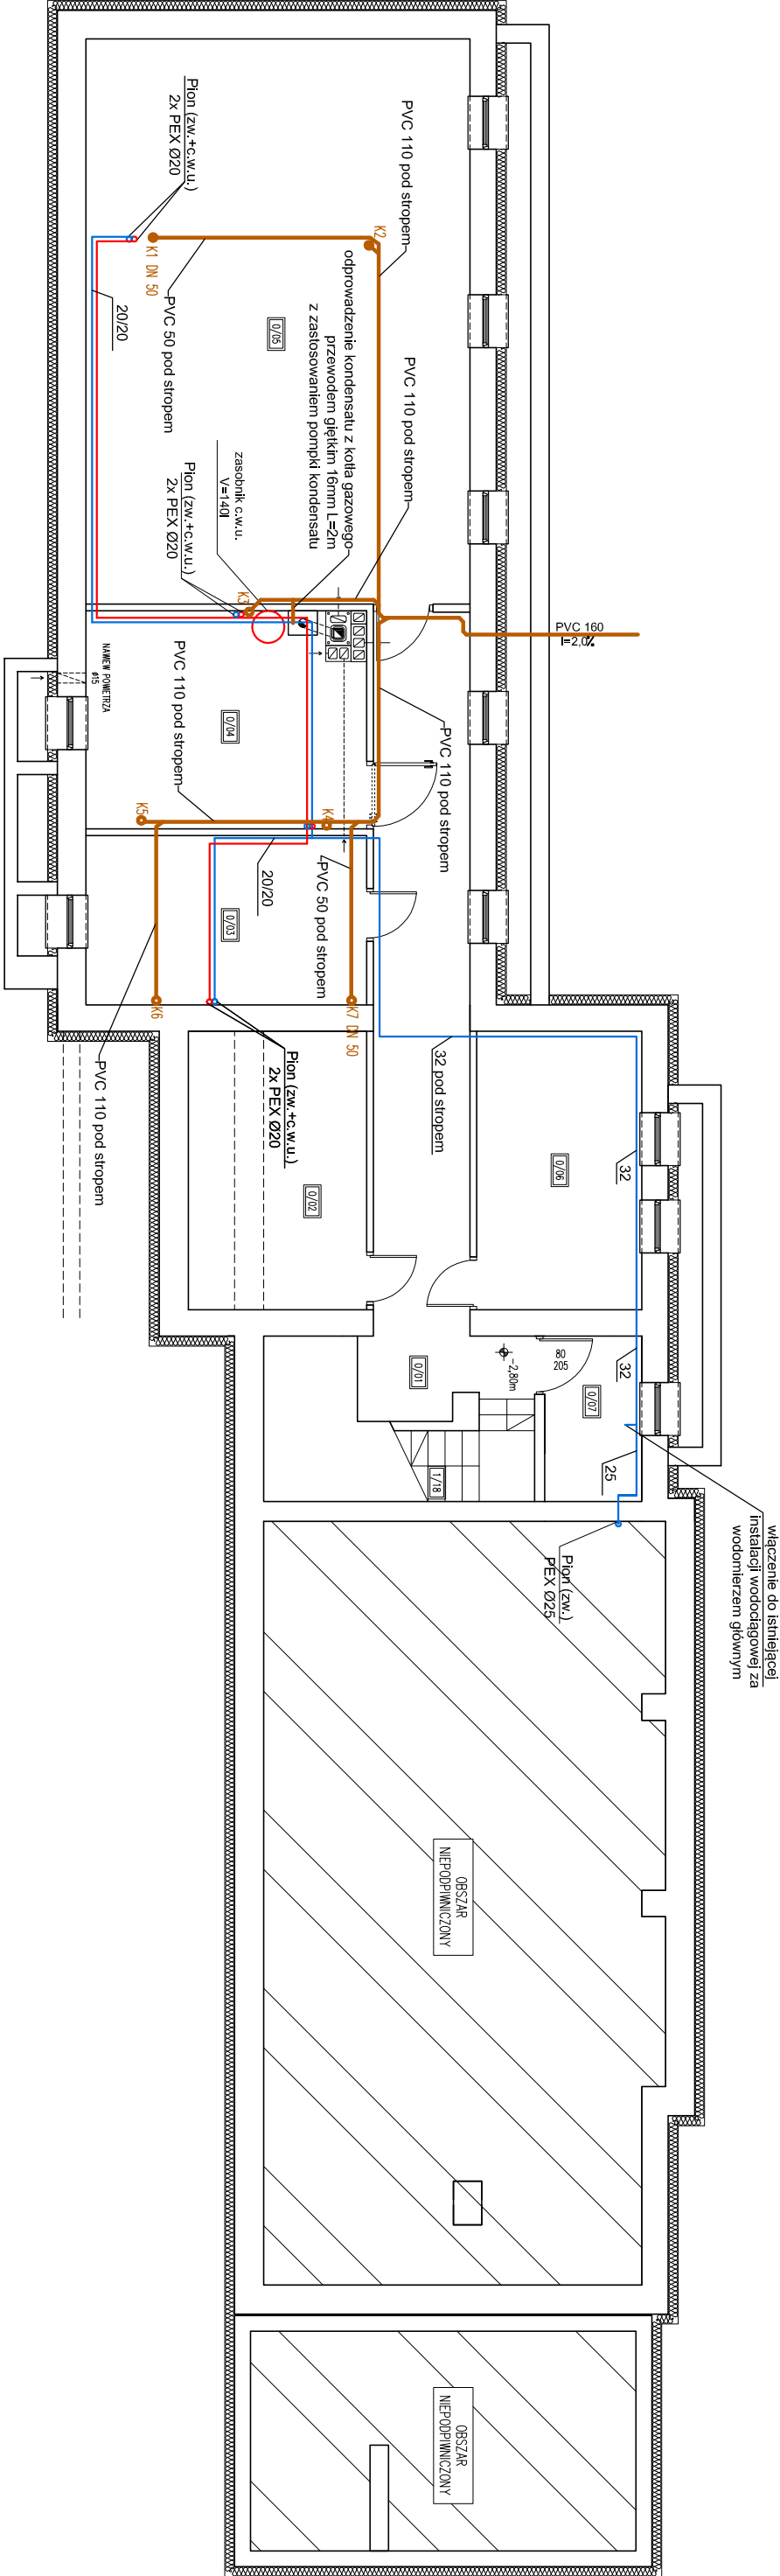 Pion (zw.+c.w.u.)
2x PEX Ø20
PVC 110 pod stropem
K2
K1 DN 50
20/20
PVC 50 pod stropem
0/05
odprowadzenie kondensatu z kotła gazowego
przewodem giętkim 16mm L=2m
z zastosowaniem pompki kondensatu
PVC 110 pod stropem
zasobnik c.w.u.
V=140l
Pion (zw.+c.w.u.)
2x PEX Ø20
K3
PVC 160
i=2,0%
NAWIEW POWIETRZA
ø15
PVC 110 pod stropem
0/04
PVC 110 pod stropem
K5
K4
20/20
PVC 50 pod stropem
0/03
K6
K7 DN 50
PVC 110 pod stropem
Pion (zw.+c.w.u.)
2x PEX Ø20
32 pod stropem
32
0/06
0/02
80
205
-2,80m
0/01
32
0/07
1/18
25
włączenie do istniejącej
instalacji wodociągowej za
wodomierzem głównym
Pion (zw.)
PEX Ø25
OBSZAR
NIEPODPIWNICZONY
OBSZAR
NIEPODPIWNICZONY